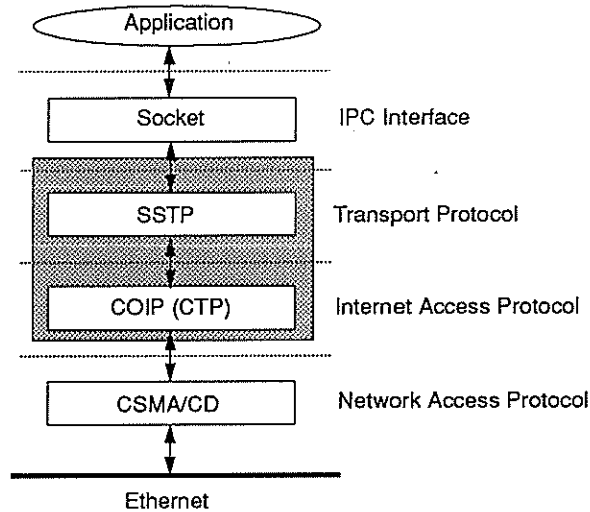 Application
Socket
IPC Interface
SSTP
Transport Protocol
COIP (CTP)
Internet Access Protocol
CSMA/CD
Network Access Protocol
Ethernet